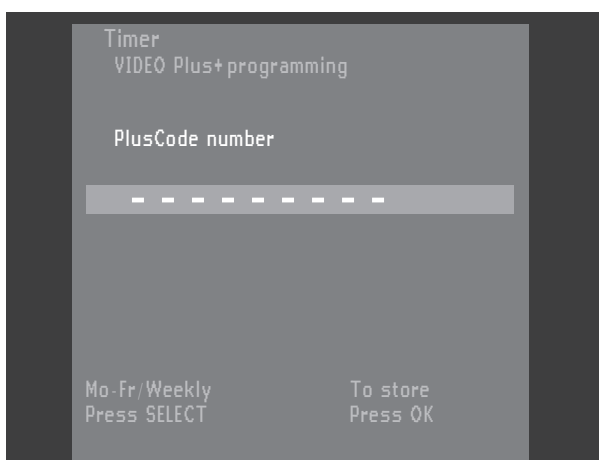 Timer
VIDEO Plus+ programming
PlusCode number
- - - - - - - - -
Mo-Fr/Weekly To store
Press SELECT Press OK